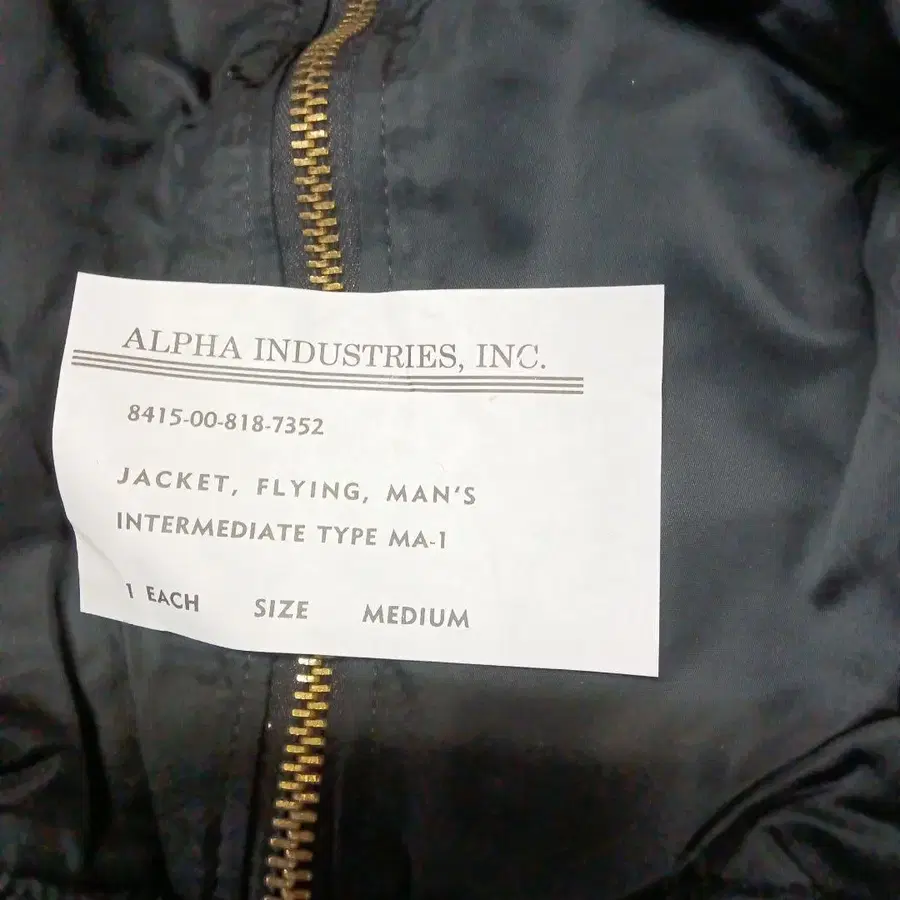 ALPHA INDUSTRIES, INC.
8415-00-818-7352
JACKET, FLYING, MAN'S
INTERMEDIATE TYPE MA-1
1 EACH SIZE MEDIUM